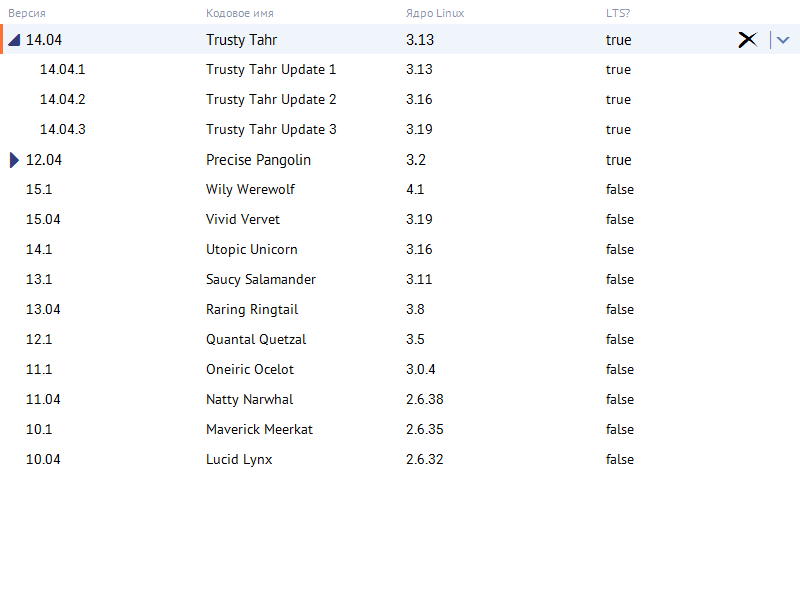 Версия Кодовое имя Ядро Linux LTS?
14.04 Trusty Tahr 3.13 true
14.04.1 Trusty Tahr Update 1 3.13 true
14.04.2 Trusty Tahr Update 2 3.16 true
14.04.3 Trusty Tahr Update 3 3.19 true
12.04 Precise Pangolin 3.2 true
15.1 Wily Werewolf 4.1 false
15.04 Vivid Vervet 3.19 false
14.1 Utopic Unicorn 3.16 false
13.1 Saucy Salamander 3.11 false
13.04 Raring Ringtail 3.8 false
12.1 Quantal Quetzal 3.5 false
11.1 Oneiric Ocelot 3.0.4 false
11.04 Natty Narwhal 2.6.38 false
10.1 Maverick Meerkat 2.6.35 false
10.04 Lucid Lynx 2.6.32 false